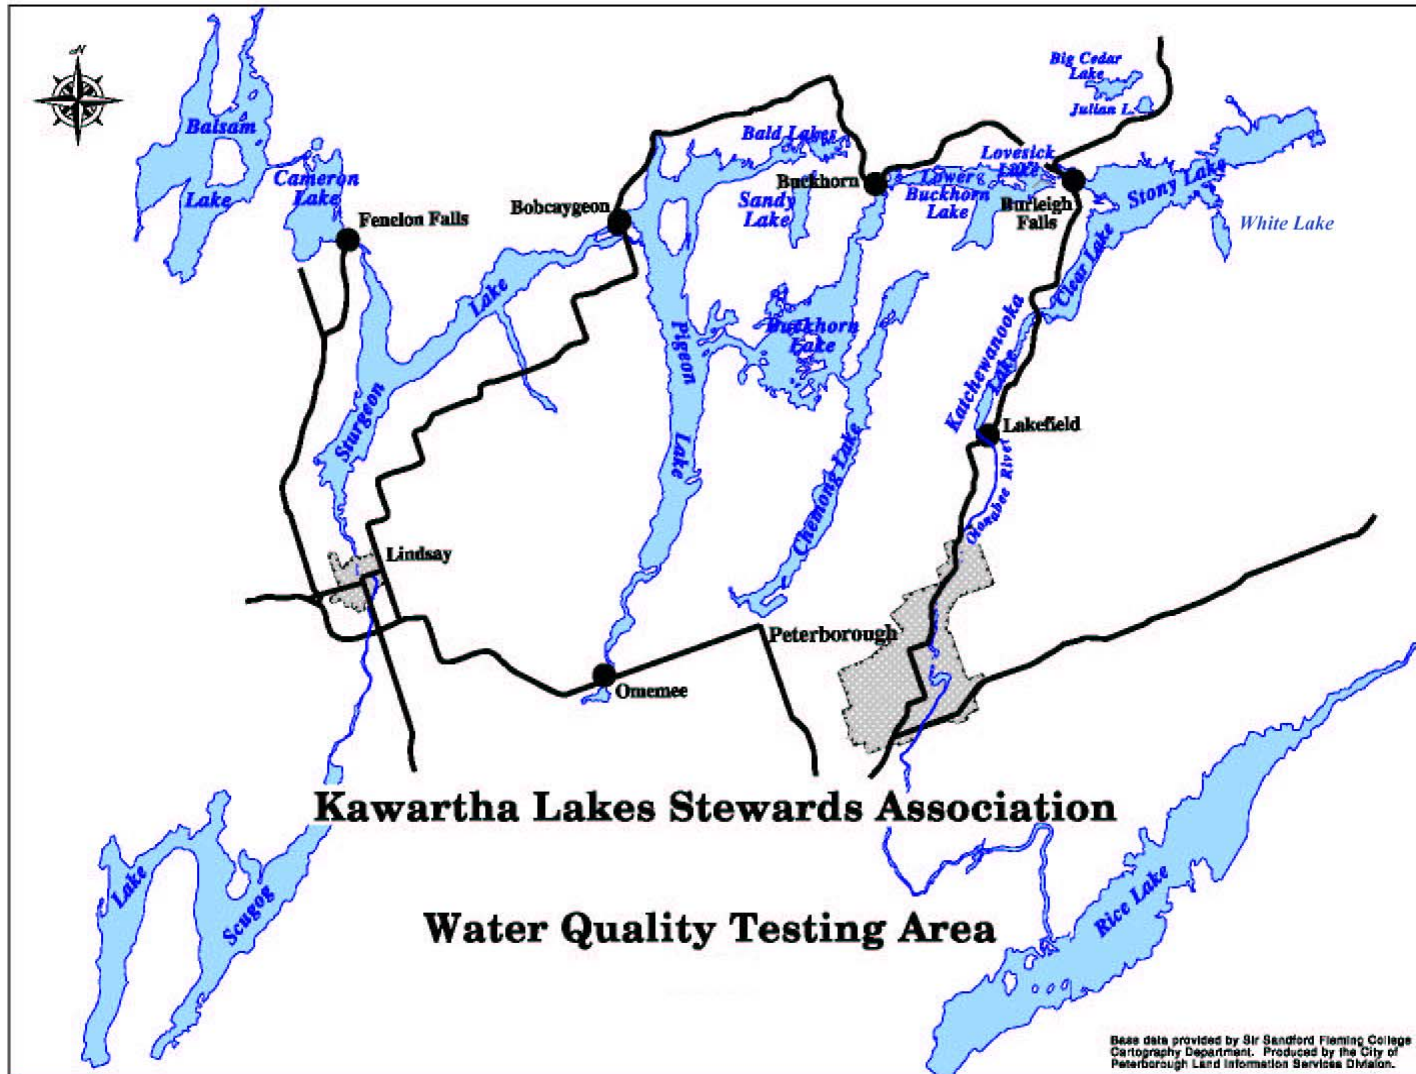 N
Big Cedar
Lake
Julian L.
Balsam
Lake
Cameron
Lake
Fenelon Falls
Bobcaygeon
Bald Lakes
Buckhorn
Sandy
Lake
Lower
Buckhorn
Lake
Lovesick
Lake
Burleigh
Falls
Stony Lake
White Lake
Clear Lake
Katchewanooka
Lake
Lakefield
Otonabee River
Sturgeon
Lake
Pigeon
Lake
Buckhorn
Lake
Chemong Lake
Lindsay
Omemee
Peterborough
Kawartha Lakes Stewards Association
Water Quality Testing Area
Lake
Scugog
Rice Lake
Base data provided by Sir Sandford Fleming College
Cartography Department. Produced by the City of
Peterborough Land Information Services Division.